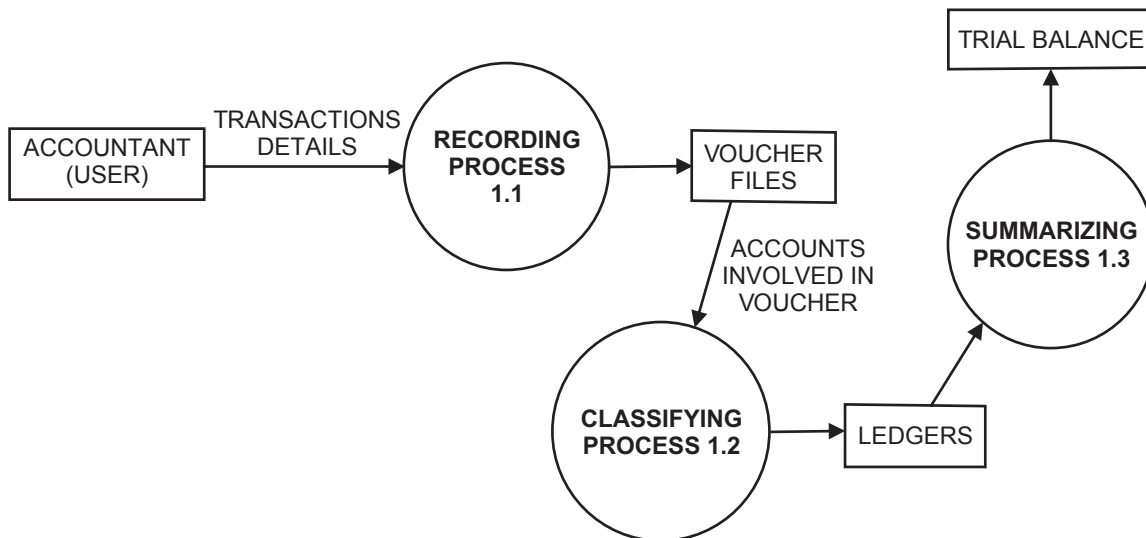 ACCOUNTANT
(USER)
TRANSACTIONS
DETAILS
RECORDING
PROCESS
1.1
VOUCHER
FILES
ACCOUNTS
INVOLVED IN
VOUCHER
CLASSIFYING
PROCESS 1.2
LEDGERS
SUMMARIZING
PROCESS 1.3
TRIAL BALANCE